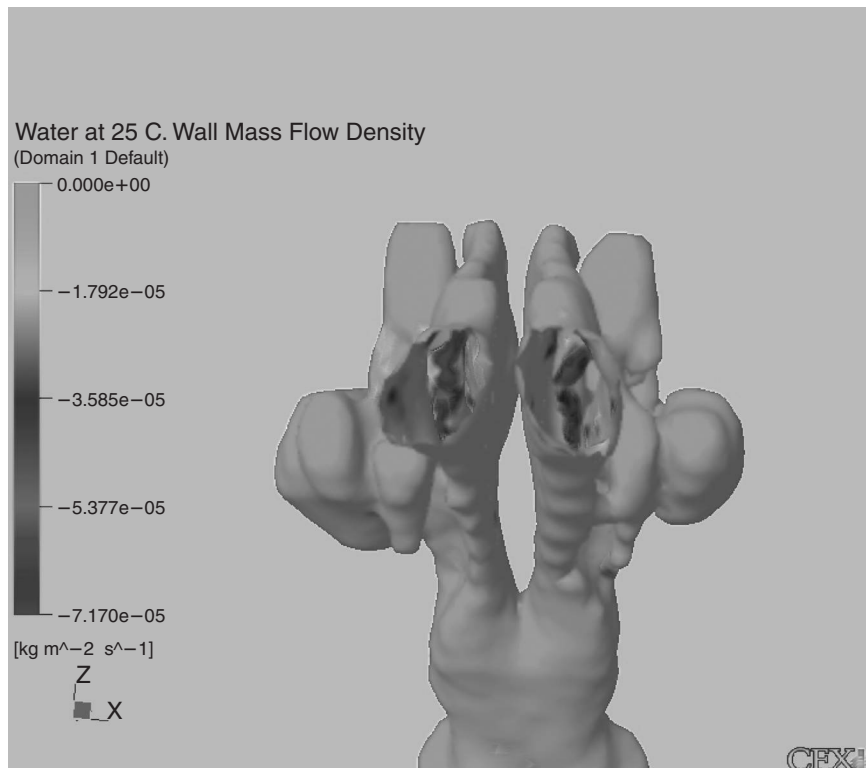 Water at 25 C. Wall Mass Flow Density
(Domain 1 Default)
0.000e+00
−1.792e−05
−3.585e−05
−5.377e−05
−7.170e−05
[kg m^−2 s^−1]
Z
X
CFX